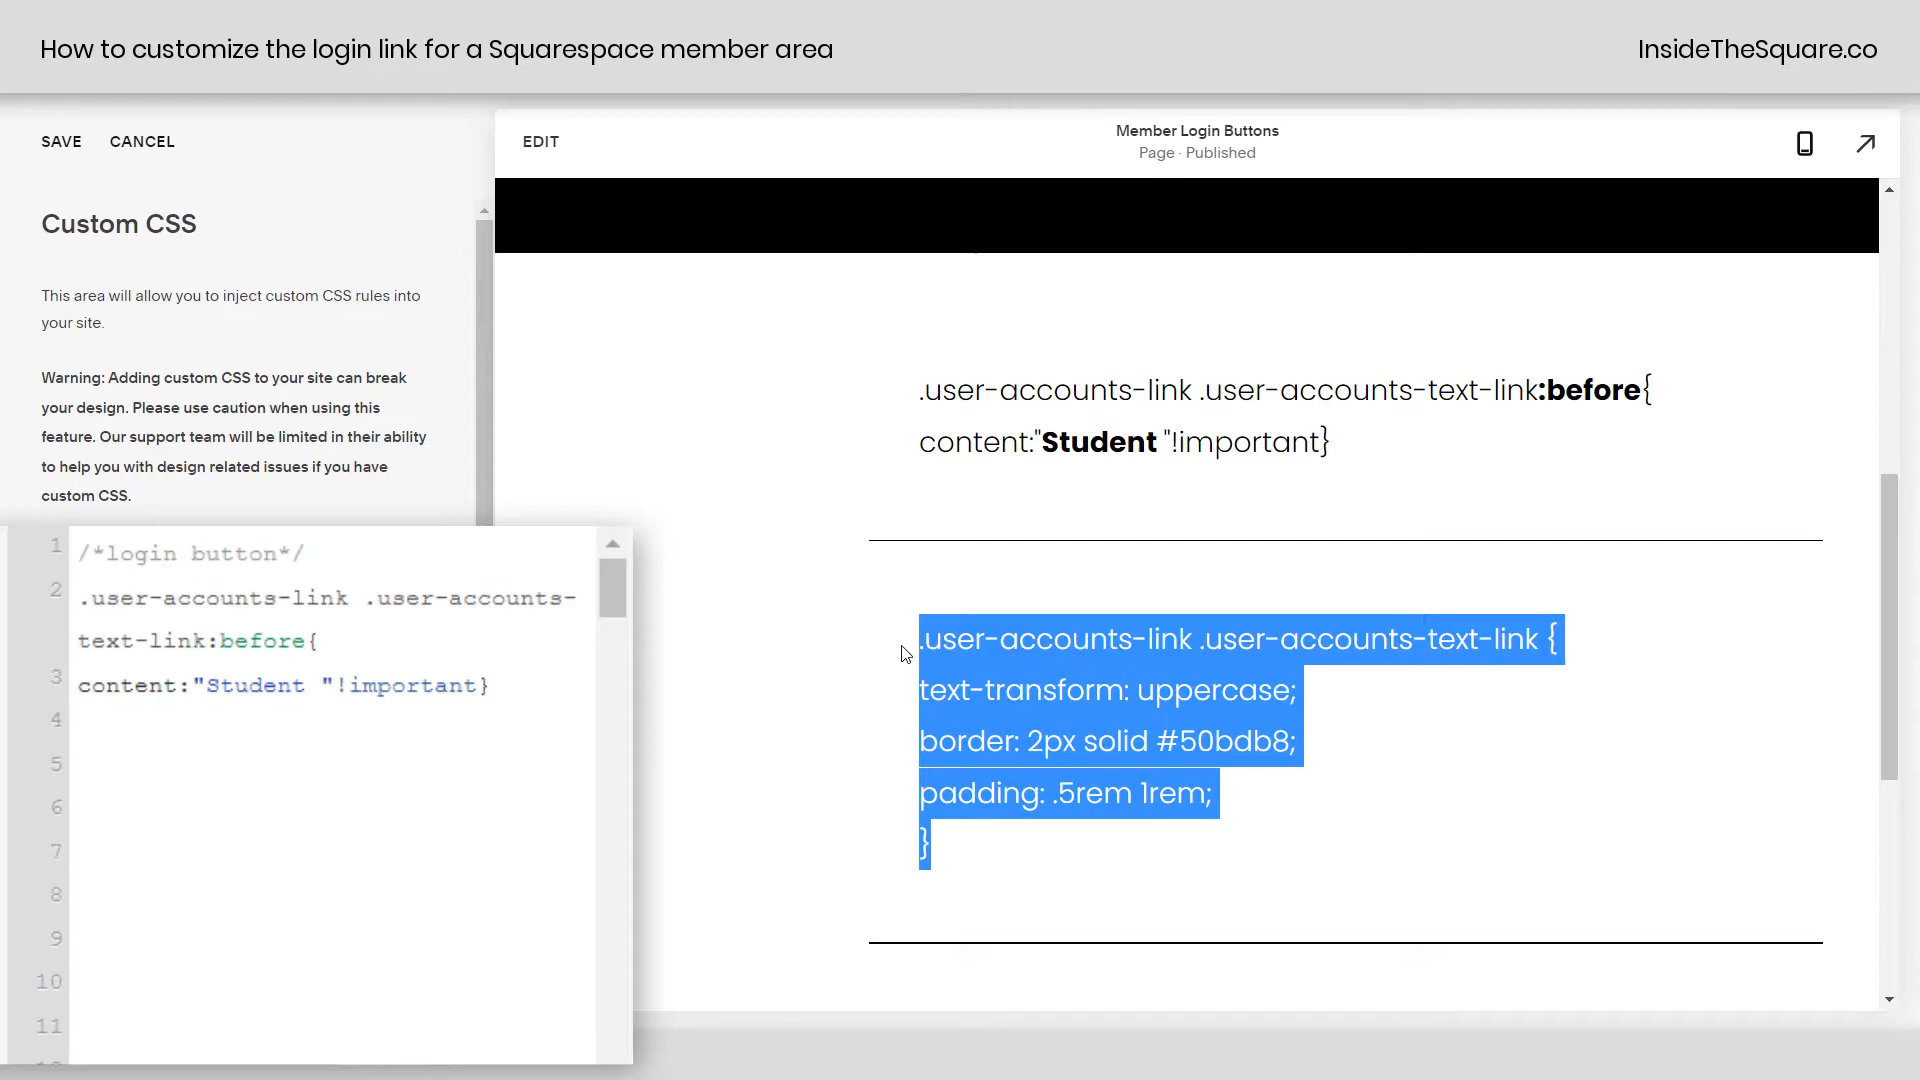 How to customize the login link for a Squarespace member area
InsideTheSquare.co
SAVE
CANCEL
EDIT
Member Login Buttons
Page · Published
Custom CSS
This area will allow you to inject custom CSS rules into
your site.
Warning: Adding custom CSS to your site can break
your design. Please use caution when using this
feature. Our support team will be limited in their ability
to help you with design related issues if you have
custom CSS.
1 /*login button*/
2 .user-accounts-link .user-accounts-
text-link:before{
3 content:"Student "!important}
4
5
6
7
8
9
10
11
.user-accounts-link .user-accounts-text-link:before{
content:"Student "!important}
.user-accounts-link .user-accounts-text-link {
text-transform: uppercase;
border: 2px solid #50bdb8;
padding: .5rem 1rem;
}